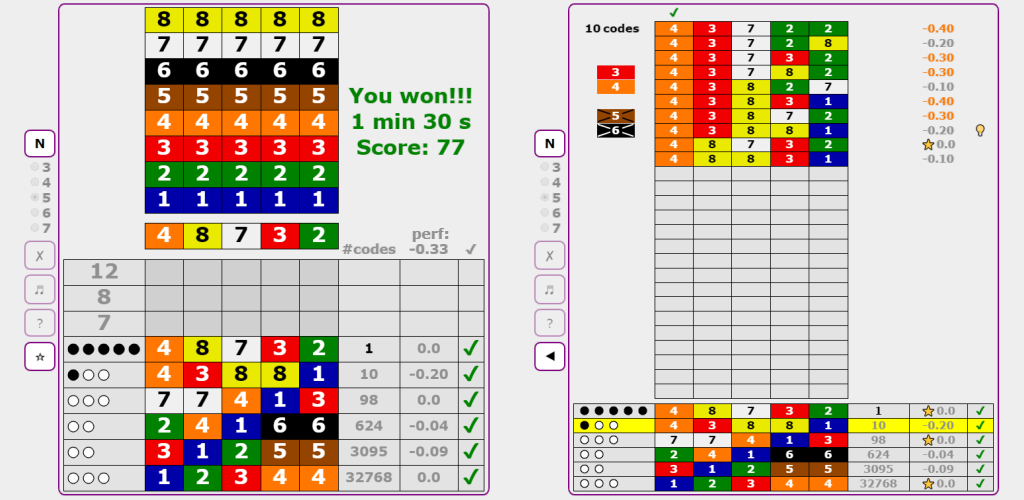 8 8 8 8 8
7 7 7 7 7
6 6 6 6 6
5 5 5 5 5
4 4 4 4 4
3 3 3 3 3
2 2 2 2 2
1 1 1 1 1
You won!!!
1 min 30 s
Score: 77
N
3
4
5
6
7
✗
♬
?
☆
4 8 7 3 2
#codes
perf:
-0.33
✓
12
8
7
4 8 7 3 2 1 0.0 ✓
4 3 8 8 1 10 -0.20 ✓
7 7 4 1 3 98 0.0 ✓
2 4 1 6 6 624 -0.04 ✓
3 1 2 5 5 3095 -0.09 ✓
1 2 3 4 4 32768 0.0 ✓
N
3
4
5
6
7
✗
♬
?
◄
10 codes
3
4
5
6
✓
4 3 7 2 2 -0.40
4 3 7 2 8 -0.20
4 3 7 3 2 -0.30
4 3 7 8 2 -0.30
4 3 8 2 7 -0.10
4 3 8 3 1 -0.40
4 3 8 7 2 -0.30
4 3 8 8 1 -0.20
4 8 7 3 2 0.0
4 8 8 3 1 -0.10
4 8 7 3 2 1 0.0 ✓
4 3 8 8 1 10 -0.20 ✓
7 7 4 1 3 98 0.0 ✓
2 4 1 6 6 624 -0.04 ✓
3 1 2 5 5 3095 -0.09 ✓
1 2 3 4 4 32768 0.0 ✓